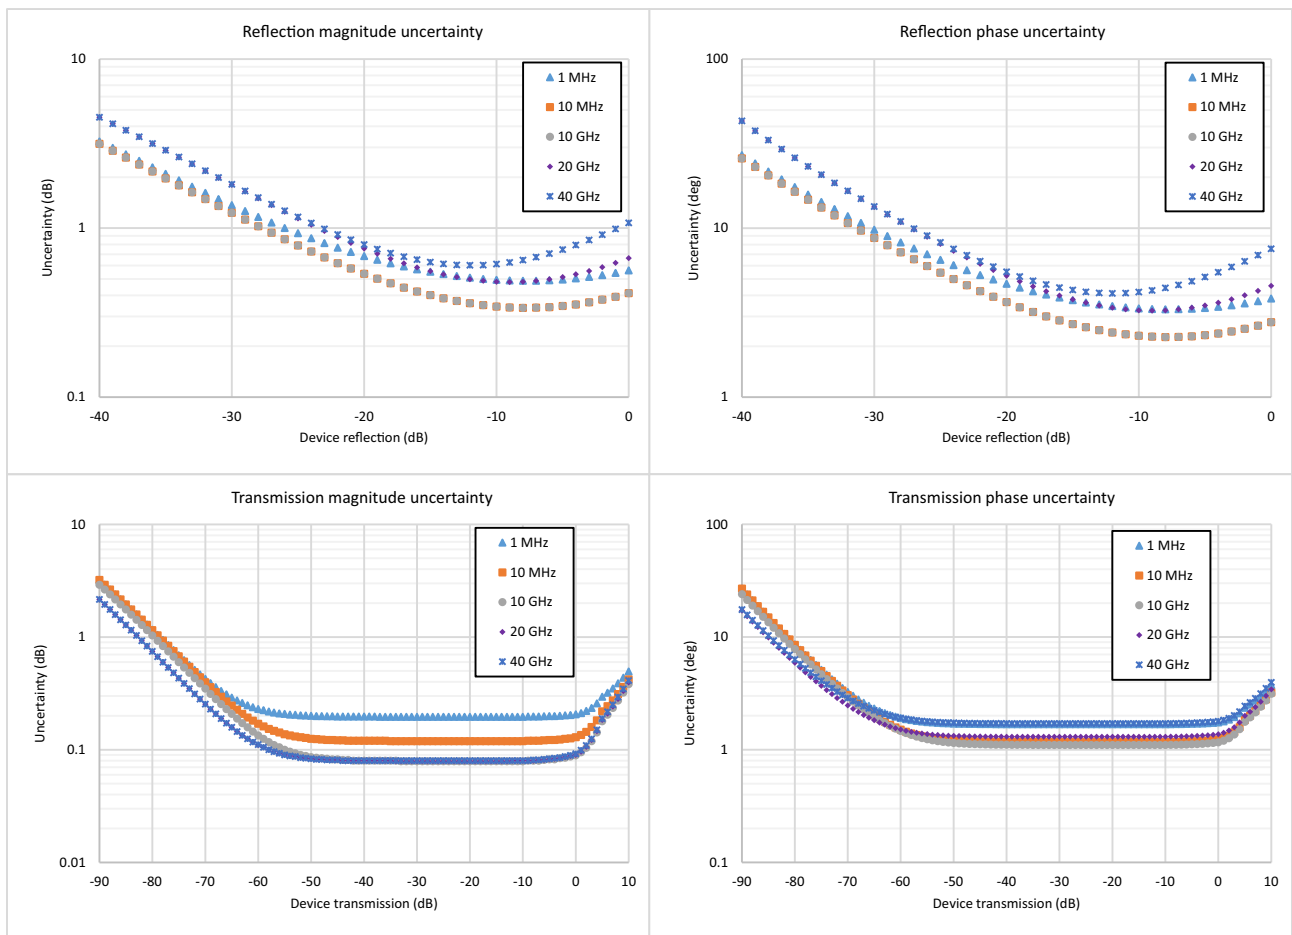 Reflection magnitude uncertainty
10
1
0.1
Uncertainty (dB)
-40 -30 -20 -10 0
Device reflection (dB)
1 MHz
10 MHz
10 GHz
20 GHz
40 GHz
Reflection phase uncertainty
100
10
1
Uncertainty (deg)
-40 -30 -20 -10 0
Device reflection (dB)
1 MHz
10 MHz
10 GHz
20 GHz
40 GHz
Transmission magnitude uncertainty
10
1
0.1
0.01
Uncertainty (dB)
-90 -80 -70 -60 -50 -40 -30 -20 -10 0 10
Device transmission (dB)
1 MHz
10 MHz
10 GHz
20 GHz
40 GHz
Transmission phase uncertainty
100
10
1
0.1
Uncertainty (deg)
-90 -80 -70 -60 -50 -40 -30 -20 -10 0 10
Device transmission (dB)
1 MHz
10 MHz
10 GHz
20 GHz
40 GHz